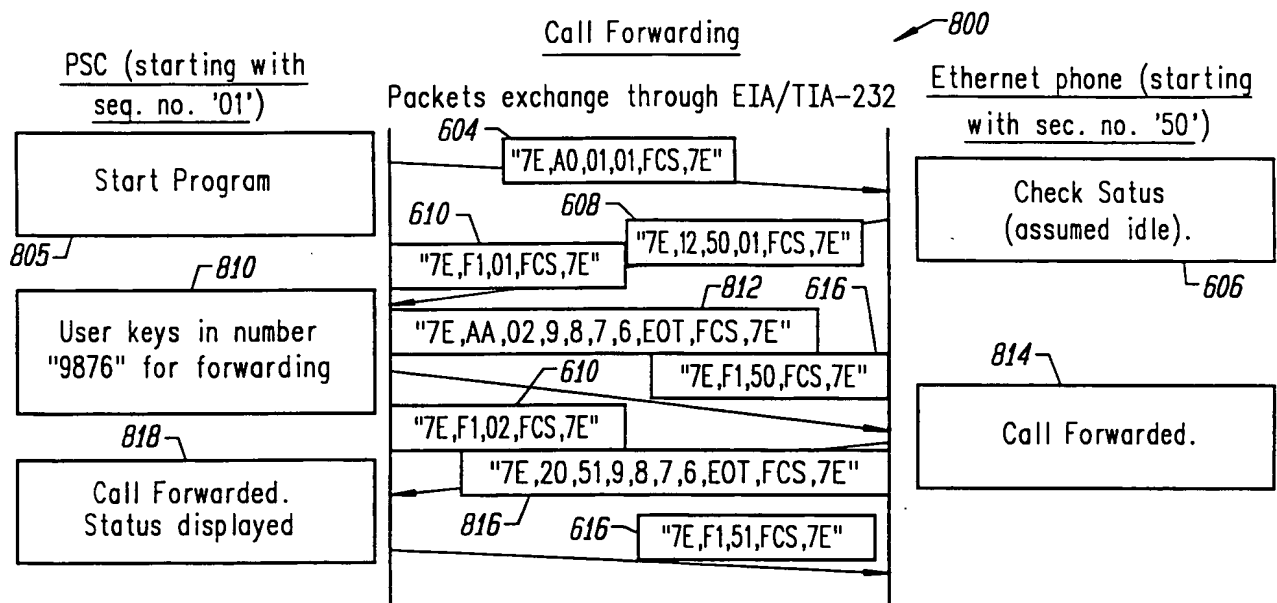 Call Forwarding
800
PSC (starting with
seq. no. '01')
Packets exchange through EIA/TIA-232
Ethernet phone (starting
with sec. no. '50')
604
"7E,A0,01,01,FCS,7E"
Start Program
805
Check Satus
(assumed idle).
606
610
608
"7E,12,50,01,FCS,7E"
"7E,F1,01,FCS,7E"
810
812
616
User keys in number
"9876" for forwarding
"7E,AA,02,9,8,7,6,EOT,FCS,7E"
"7E,F1,50,FCS,7E"
814
610
Call Forwarded.
"7E,F1,02,FCS,7E"
818
"7E,20,51,9,8,7,6,EOT,FCS,7E"
Call Forwarded.
Status displayed
816
616
"7E,F1,51,FCS,7E"